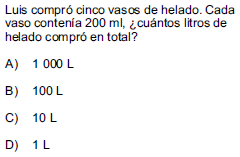 Luis compró cinco vasos de helado. Cada
vaso contenía 200 ml, ¿cuántos litros de
helado compró en total?
A) 1 000 L
B) 100 L
C) 10 L
D) 1 L